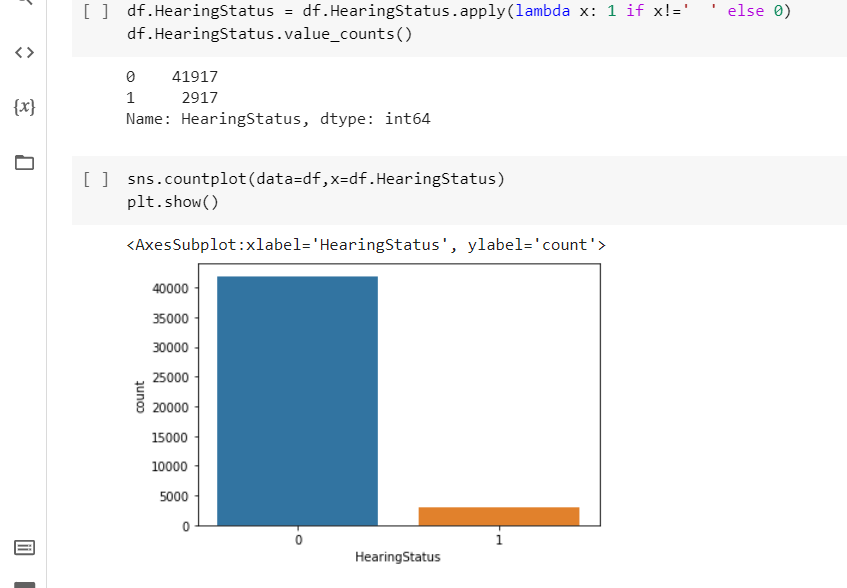 [ ] df.HearingStatus = df.HearingStatus.apply(lambda x: 1 if x!='  ' else 0)
df.HearingStatus.value_counts()
0    41917
1     2917
Name: HearingStatus, dtype: int64
{x}
[ ] sns.countplot(data=df,x=df.HearingStatus)
plt.show()
<AxesSubplot:xlabel='HearingStatus', ylabel='count'>
40000
35000
30000
25000
20000
15000
10000
5000
0
count
0 1
HearingStatus